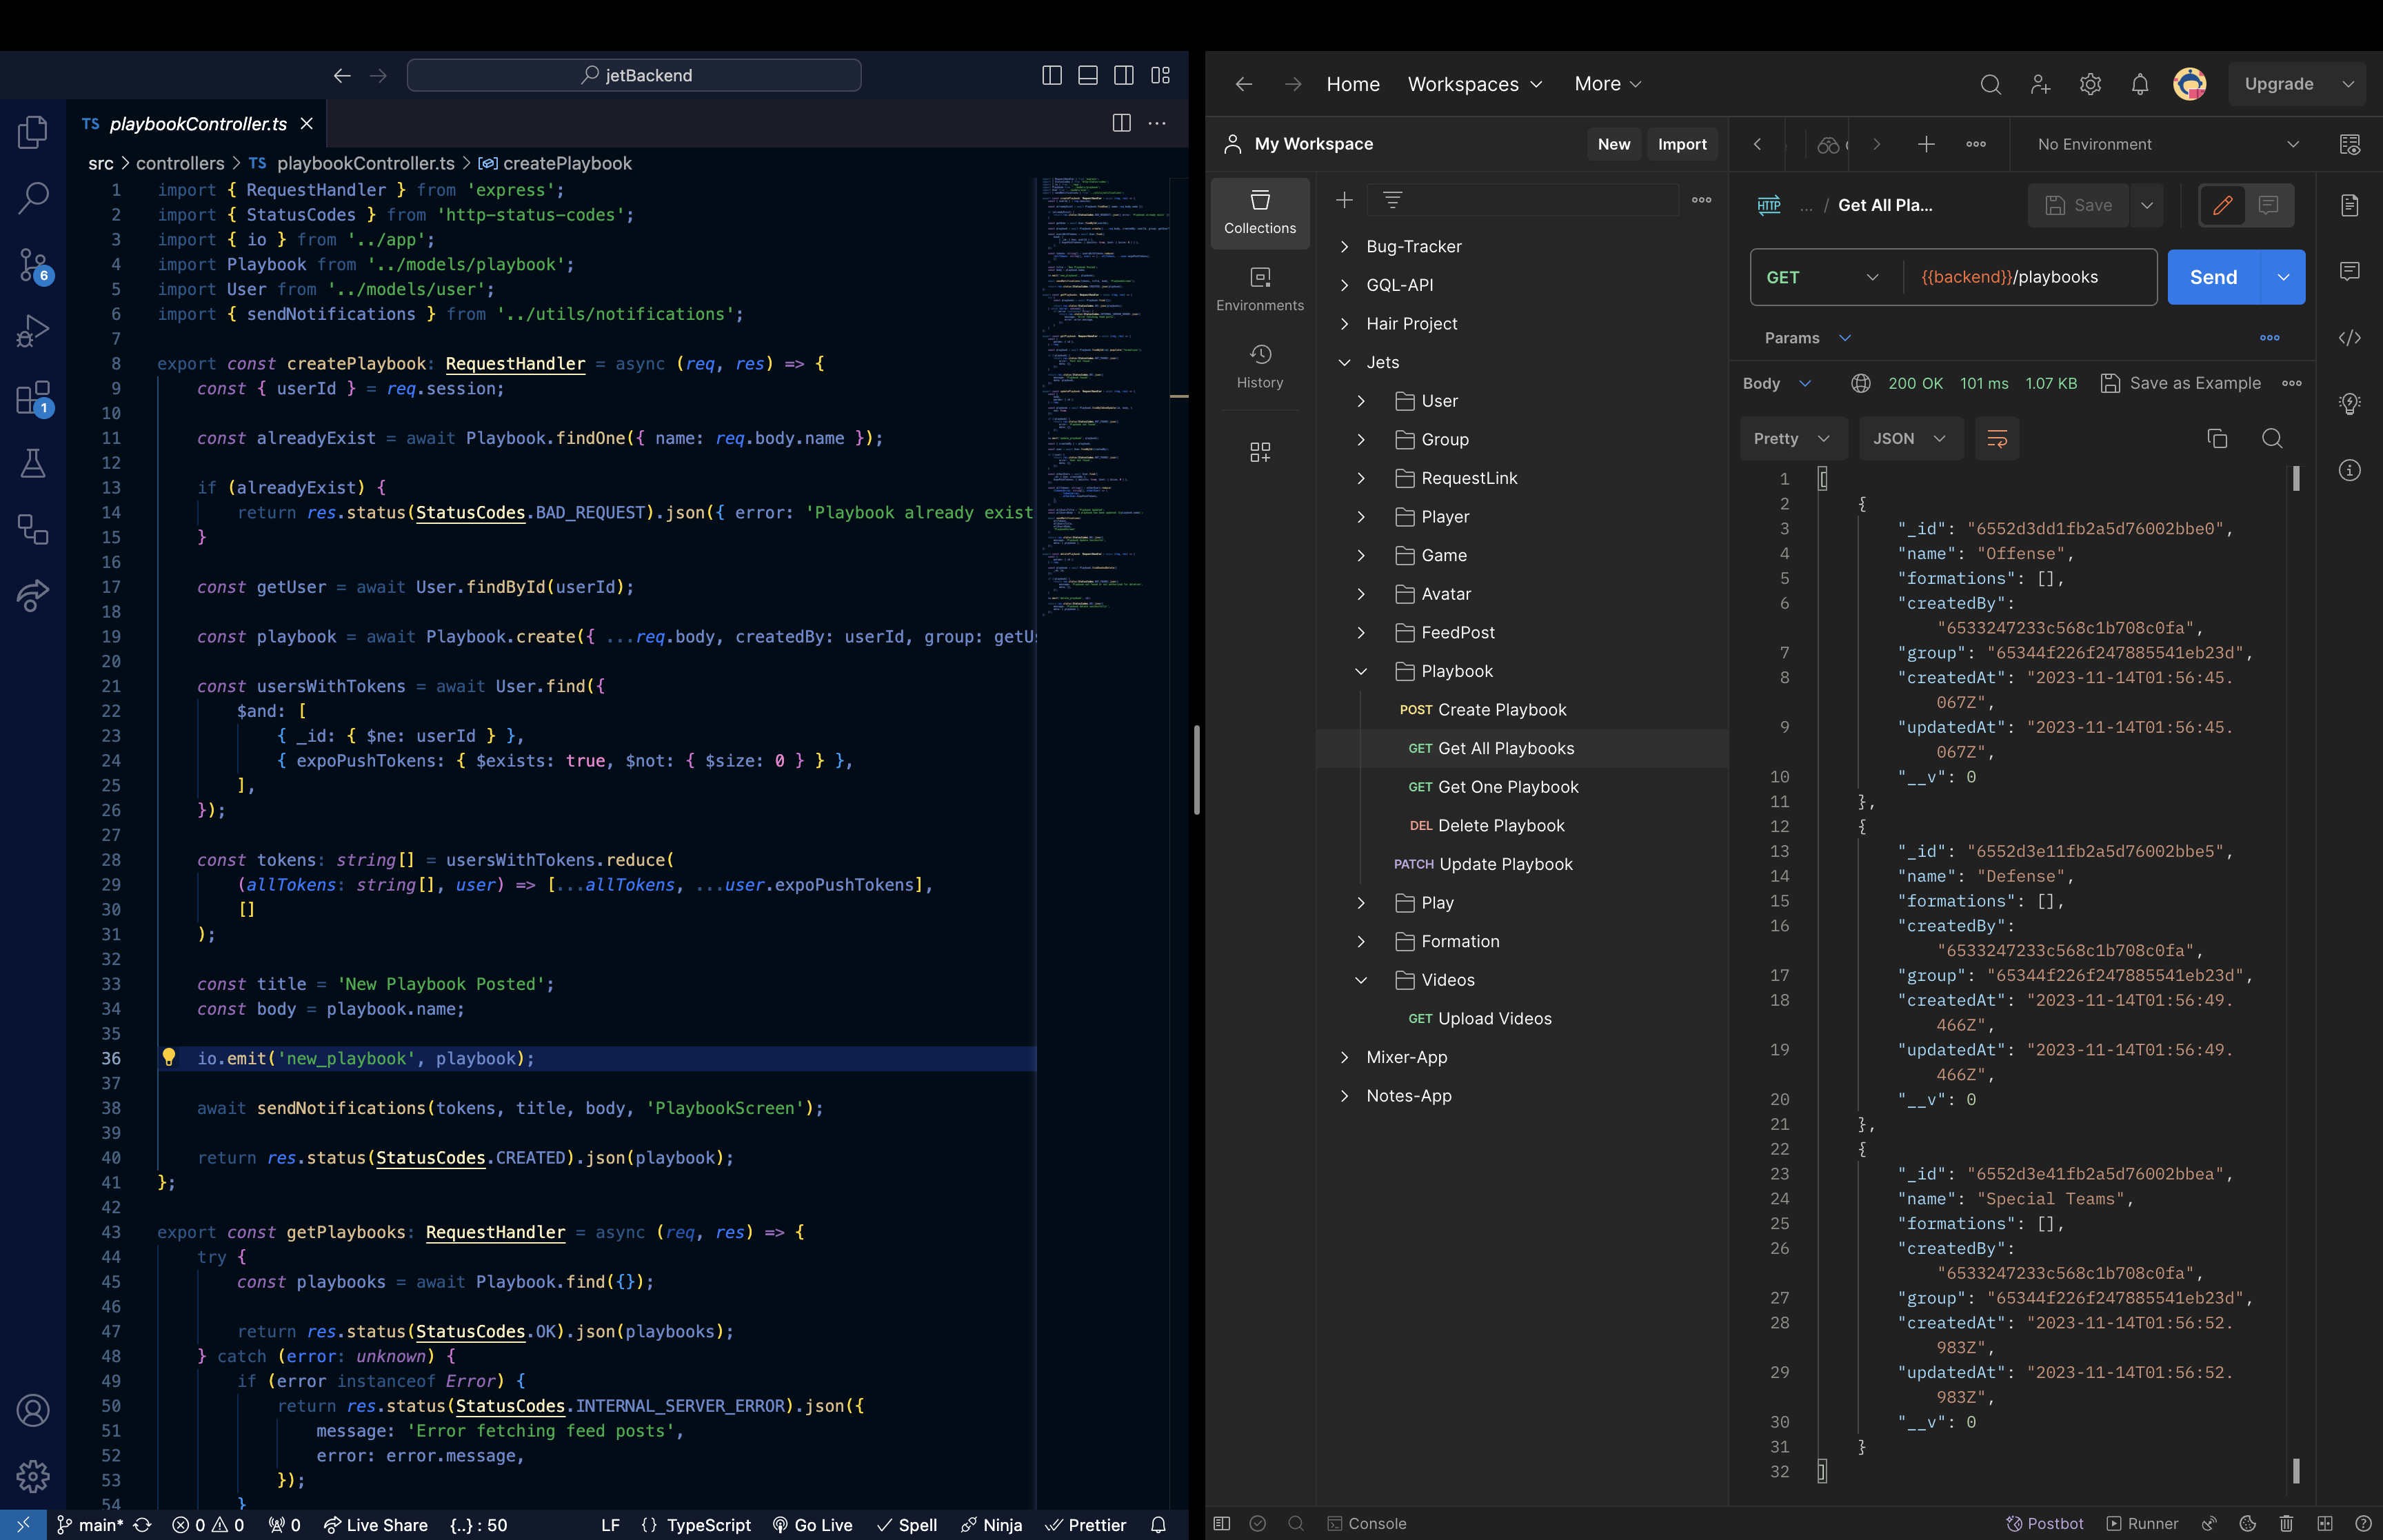 jetBackend
TS playbookController.ts
src > controllers > TS playbookController.ts > createPlaybook
1 import { RequestHandler } from 'express';
2 import { StatusCodes } from 'http-status-codes';
3 import { io } from '../app';
4 import Playbook from '../models/playbook';
5 import User from '../models/user';
6 import { sendNotifications } from '../utils/notifications';
7
8 export const createPlaybook: RequestHandler = async (req, res) => {
9 const { userId } = req.session;
10
11 const alreadyExist = await Playbook.findOne({ name: req.body.name });
12
13 if (alreadyExist) {
14 return res.status(StatusCodes.BAD_REQUEST).json({ error: 'Playbook already exist
15 }
16
17 const getUser = await User.findById(userId);
18
19 const playbook = await Playbook.create({ ...req.body, createdBy: userId, group: getUs
20
21 const usersWithTokens = await User.find({
22 $and: [
23 { _id: { $ne: userId } },
24 { expoPushTokens: { $exists: true, $not: { $size: 0 } } },
25 ],
26 });
27
28 const tokens: string[] = usersWithTokens.reduce(
29 (allTokens: string[], user) => [...allTokens, ...user.expoPushTokens],
30 []
31 );
32
33 const title = 'New Playbook Posted';
34 const body = playbook.name;
35
36 io.emit('new_playbook', playbook);
37
38 await sendNotifications(tokens, title, body, 'PlaybookScreen');
39
40 return res.status(StatusCodes.CREATED).json(playbook);
41 };
42
43 export const getPlaybooks: RequestHandler = async (req, res) => {
44 try {
45 const playbooks = await Playbook.find({});
46
47 return res.status(StatusCodes.OK).json(playbooks);
48 } catch (error: unknown) {
49 if (error instanceof Error) {
50 return res.status(StatusCodes.INTERNAL_SERVER_ERROR).json({
51 message: 'Error fetching feed posts',
52 error: error.message,
53 });
54 }
6
1
main* 0 0 0 Live Share {..} : 50 LF {} TypeScript Go Live Spell Ninja Prettier
Home Workspaces More Upgrade
My Workspace New Import
No Environment
Collections
Environments
History
Bug-Tracker
GQL-API
Hair Project
Jets
User
Group
RequestLink
Player
Game
Avatar
FeedPost
Playbook
POST Create Playbook
GET Get All Playbooks
GET Get One Playbook
DEL Delete Playbook
PATCH Update Playbook
Play
Formation
Videos
GET Upload Videos
Mixer-App
Notes-App
HTTP ... / Get All Pla... Save
GET {{backend}}/playbooks Send
Params
Body 200 OK 101 ms 1.07 KB Save as Example
Pretty JSON
1 [
2 {
3 "_id": "6552d3dd1fb2a5d76002bbe0",
4 "name": "Offense",
5 "formations": [],
6 "createdBy":
"6533247233c568c1b708c0fa",
7 "group": "65344f226f247885541eb23d",
8 "createdAt": "2023-11-14T01:56:45.
067Z",
9 "updatedAt": "2023-11-14T01:56:45.
067Z",
10 "__v": 0
11 },
12 {
13 "_id": "6552d3e11fb2a5d76002bbe5",
14 "name": "Defense",
15 "formations": [],
16 "createdBy":
"6533247233c568c1b708c0fa",
17 "group": "65344f226f247885541eb23d",
18 "createdAt": "2023-11-14T01:56:49.
466Z",
19 "updatedAt": "2023-11-14T01:56:49.
466Z",
20 "__v": 0
21 },
22 {
23 "_id": "6552d3e41fb2a5d76002bbea",
24 "name": "Special Teams",
25 "formations": [],
26 "createdBy":
"6533247233c568c1b708c0fa",
27 "group": "65344f226f247885541eb23d",
28 "createdAt": "2023-11-14T01:56:52.
983Z",
29 "updatedAt": "2023-11-14T01:56:52.
983Z",
30 "__v": 0
31 }
32 ]
Console Postbot Runner